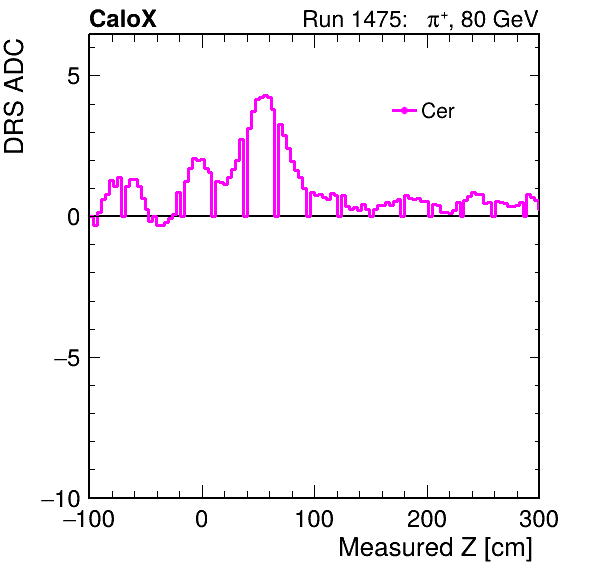 CaloX Run 1475: π⁺, 80 GeV
DRS ADC
Cer
5
0
−5
−10
−100 0 100 200 300
Measured Z [cm]